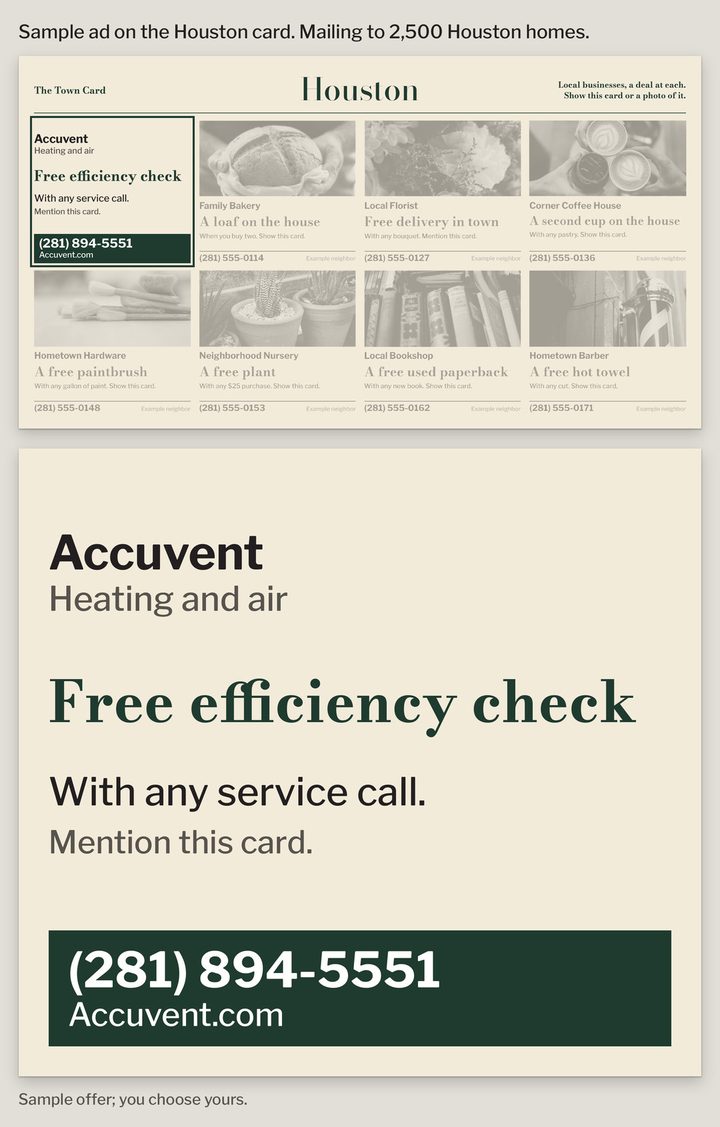 Sample ad on the Houston card. Mailing to 2,500 Houston homes.
The Town Card
Houston
Local businesses, a deal at each.
Show this card or a photo of it.
Accuvent
Heating and air
Free efficiency check
With any service call.
Mention this card.
(281) 894-5551
Accuvent.com
Family Bakery
A loaf on the house
When you buy two. Show this card.
(281) 555-0114
Example neighbor
Local Florist
Free delivery in town
With any bouquet. Mention this card.
(281) 555-0127
Example neighbor
Corner Coffee House
A second cup on the house
With any pastry. Show this card.
(281) 555-0136
Example neighbor
Hometown Hardware
A free paintbrush
With any gallon of paint. Show this card.
(281) 555-0148
Example neighbor
Neighborhood Nursery
A free plant
With any $25 purchase. Show this card.
(281) 555-0153
Example neighbor
Local Bookshop
A free used paperback
With any new book. Show this card.
(281) 555-0162
Example neighbor
Hometown Barber
A free hot towel
With any cut. Show this card.
(281) 555-0171
Example neighbor
Accuvent
Heating and air
Free efficiency check
With any service call.
Mention this card.
(281) 894-5551
Accuvent.com
Sample offer; you choose yours.